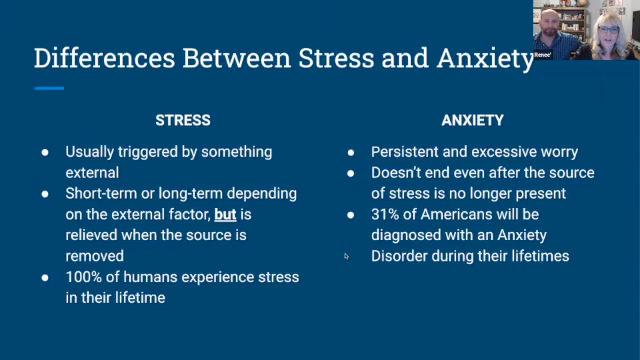 Differences Between Stress and Anxiety
Renee'
STRESS
● Usually triggered by something
external
● Short-term or long-term depending
on the external factor, but is
relieved when the source is
removed
● 100% of humans experience stress
in their lifetime
ANXIETY
● Persistent and excessive worry
● Doesn't end even after the source
of stress is no longer present
● 31% of Americans will be
diagnosed with an Anxiety
Disorder during their lifetimes